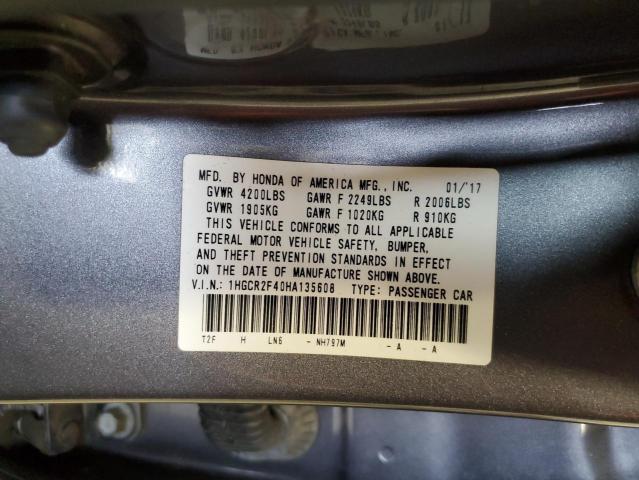 MFD. BY HONDA OF AMERICA MFG., INC. 01/'17
GVWR 4200LBS GAWR F 2249LBS R 2006LBS
GVWR 1905KG GAWR F 1020KG R 910KG
THIS VEHICLE CONFORMS TO ALL APPLICABLE
FEDERAL MOTOR VEHICLE SAFETY, BUMPER,
AND THEFT PREVENTION STANDARDS IN EFFECT
ON THE DATE OF MANUFACTURE SHOWN ABOVE.
V.I.N.: 1HGCR2F40HA135608 TYPE: PASSENGER CAR
T2F H LN6 - NH797M - A - A